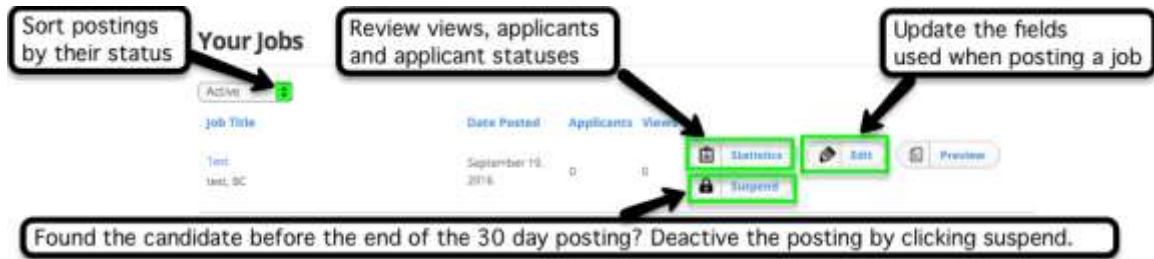 Sort postings
by their status
Your Jobs
Review views, applicants
and applicant statuses
Update the fields
used when posting a job
Active
Job Title
Date Posted
Applicants
Views
Test
test, BC
September 19,
2016
0
0
Statistics
Edit
Preview
Suspend
Found the candidate before the end of the 30 day posting? Deactive the posting by clicking suspend.